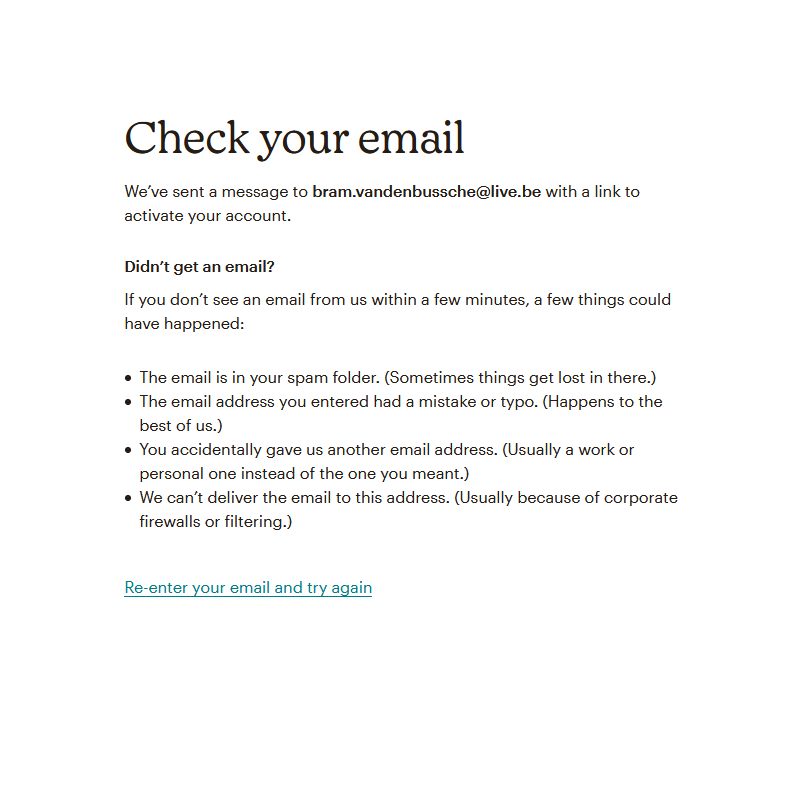 Check your email
We’ve sent a message to bram.vandenbussche@live.be with a link to
activate your account.
Didn’t get an email?
If you don’t see an email from us within a few minutes, a few things could
have happened:
• The email is in your spam folder. (Sometimes things get lost in there.)
• The email address you entered had a mistake or typo. (Happens to the
best of us.)
• You accidentally gave us another email address. (Usually a work or
personal one instead of the one you meant.)
• We can’t deliver the email to this address. (Usually because of corporate
firewalls or filtering.)
Re-enter your email and try again